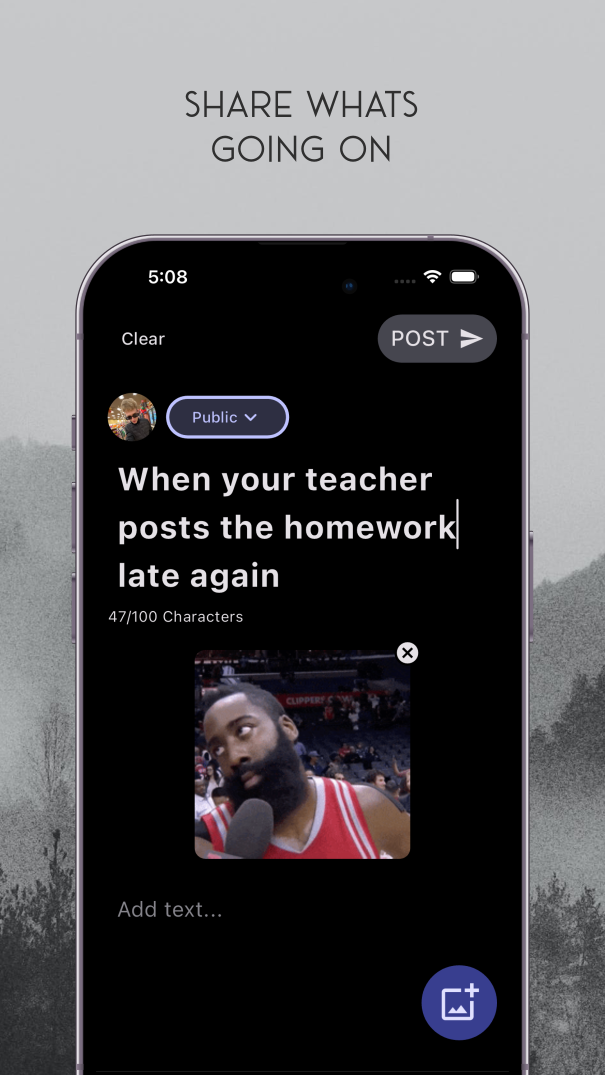 SHARE WHATS
GOING ON
5:08
Clear
POST
Public
When your teacher
posts the homework
late again
47/100 Characters
CLIPPERS
Add text...